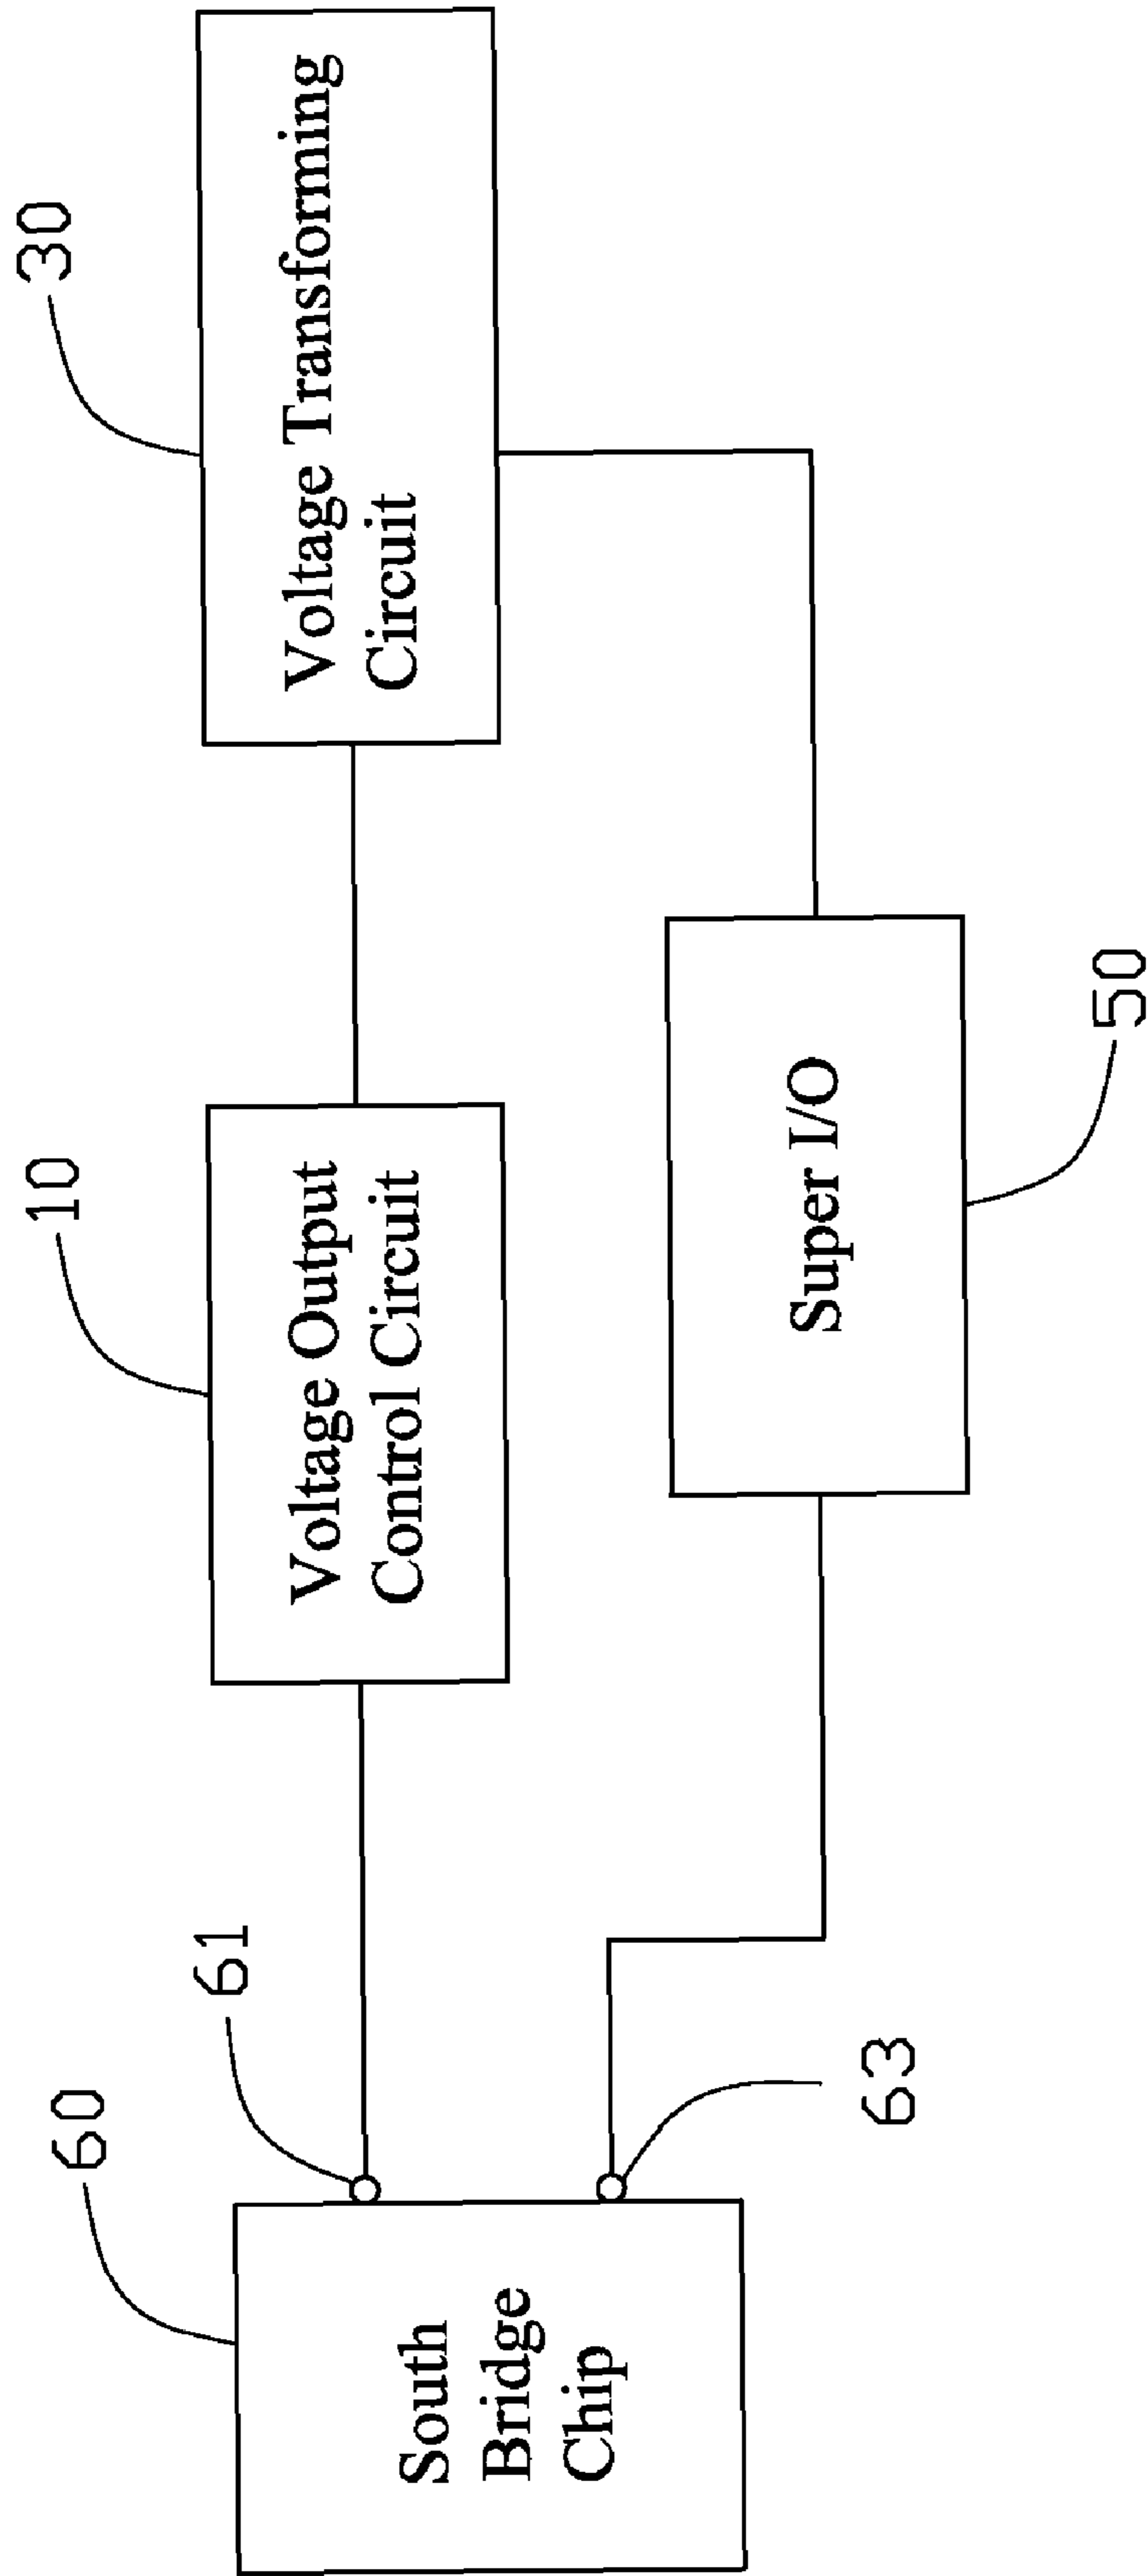 60
61
10
30
South
Bridge
Chip
Voltage Output
Control Circuit
Voltage Transforming
Circuit
Super I/O
63
50